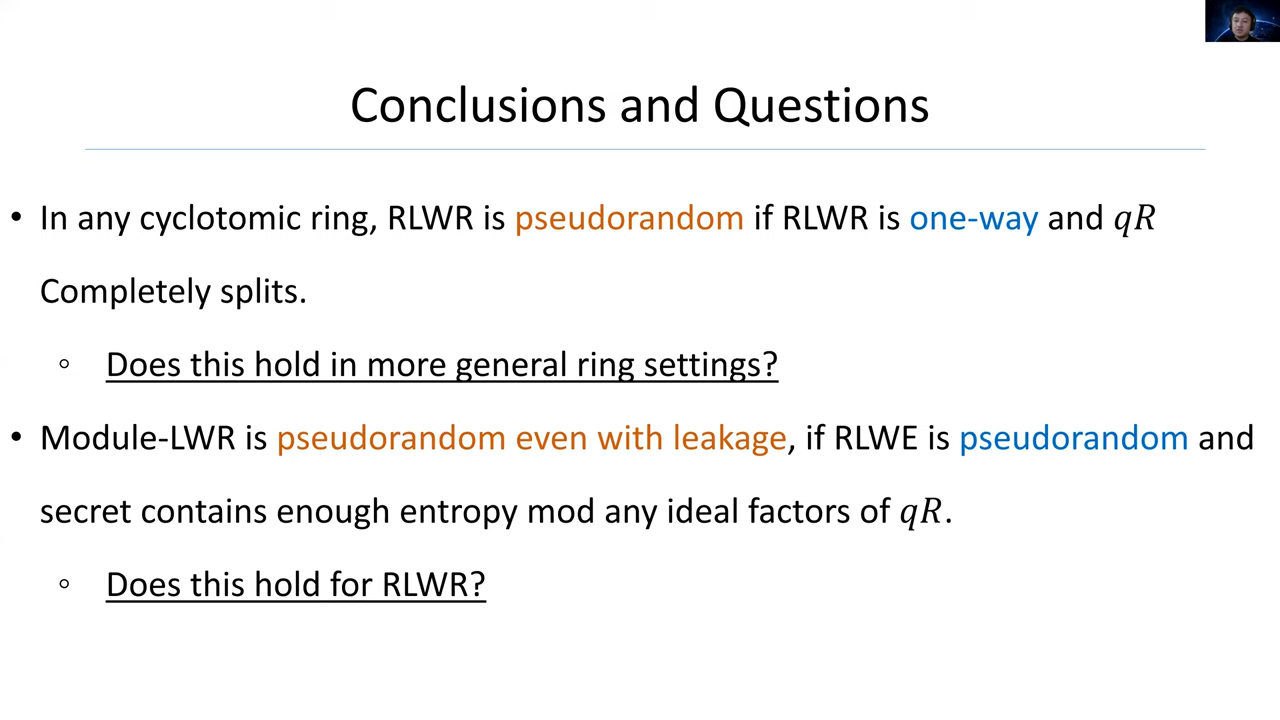 Conclusions and Questions
• In any cyclotomic ring, RLWR is pseudorandom if RLWR is one-way and qR
Completely splits.
◦ Does this hold in more general ring settings?
• Module-LWR is pseudorandom even with leakage, if RLWE is pseudorandom and
secret contains enough entropy mod any ideal factors of qR.
◦ Does this hold for RLWR?